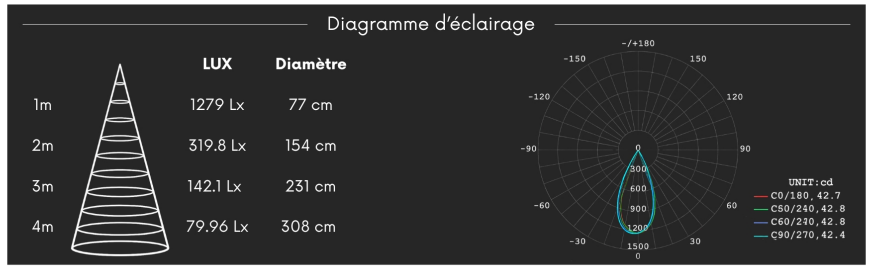 Diagramme d'éclairage
LUX Diamètre
1m 1279 Lx 77 cm
2m 319.8 Lx 154 cm
3m 142.1 Lx 231 cm
4m 79.96 Lx 308 cm
-/+180
-150 150
-120 120
-90 0 90
300
600
-60 900 60
1200
-30 1500 30
0
UNIT:cd
C0/180,42.7
C30/240,42.8
C60/240,42.8
C90/270,42.4